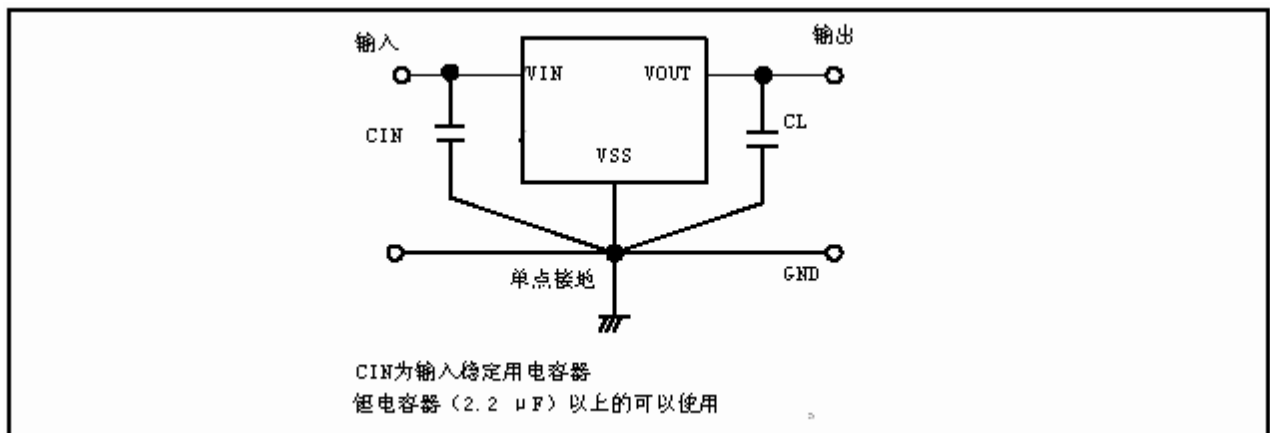 输入
输出
VIN
VOUT
CIN
CL
VSS
单点接地
GND
CIN为输入稳定用电容器
钽电容器（2.2 μF）以上的可以使用